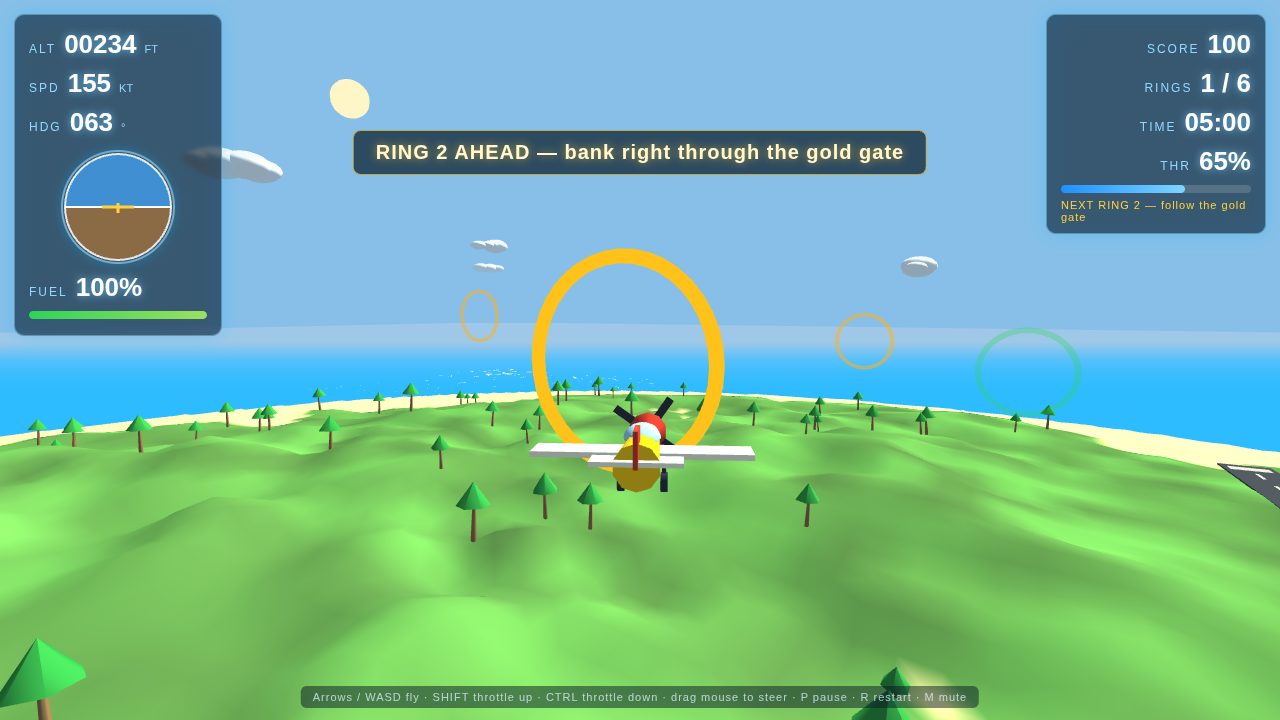 ALT 00234 FT
SPD 155 KT
HDG 063 °
FUEL 100%
RING 2 AHEAD — bank right through the gold gate
SCORE 100
RINGS 1 / 6
TIME 05:00
THR 65%
NEXT RING 2 — follow the gold
gate
Arrows / WASD fly · SHIFT throttle up · CTRL throttle down · drag mouse to steer · P pause · R restart · M mute